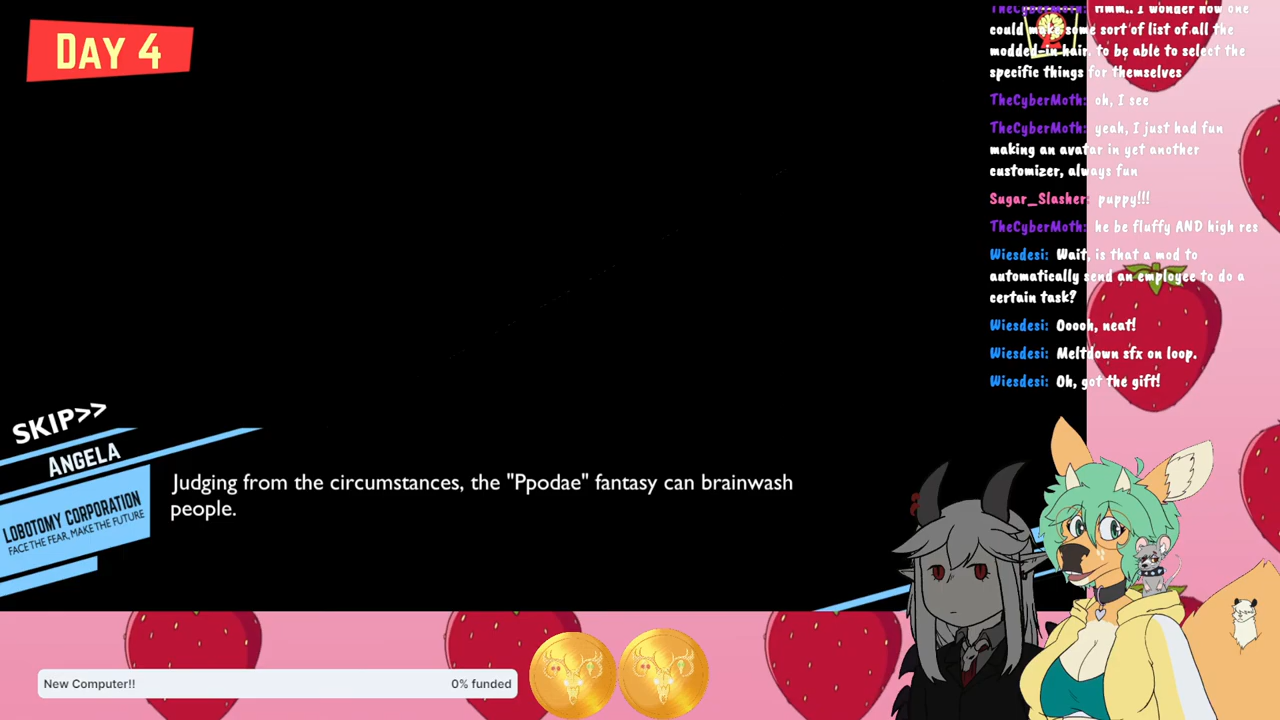 DAY 4
TheCyberMoth: Hmm.. I wonder how one
could make some sort of list of all the
modded-in hair, to be able to select the
specific things for themselves
TheCyberMoth: oh, I see
TheCyberMoth: yeah, I just had fun
making an avatar in yet another
customizer, always fun
Sugar_Slasher: puppy!!!
TheCyberMoth: he be fluffy AND high res
Wiesdesi: Wait, is that a mod to
automatically send an employee to do a
certain task?
Wiesdesi: Ooooh, neat!
Wiesdesi: Meltdown sfx on loop.
Wiesdesi: Oh, got the gift!
SKIP>>
ANGELA
LOBOTOMY CORPORATION
FACE THE FEAR, MAKE THE FUTURE
Judging from the circumstances, the "Ppodae" fantasy can brainwash
people.
New Computer!! 0% funded